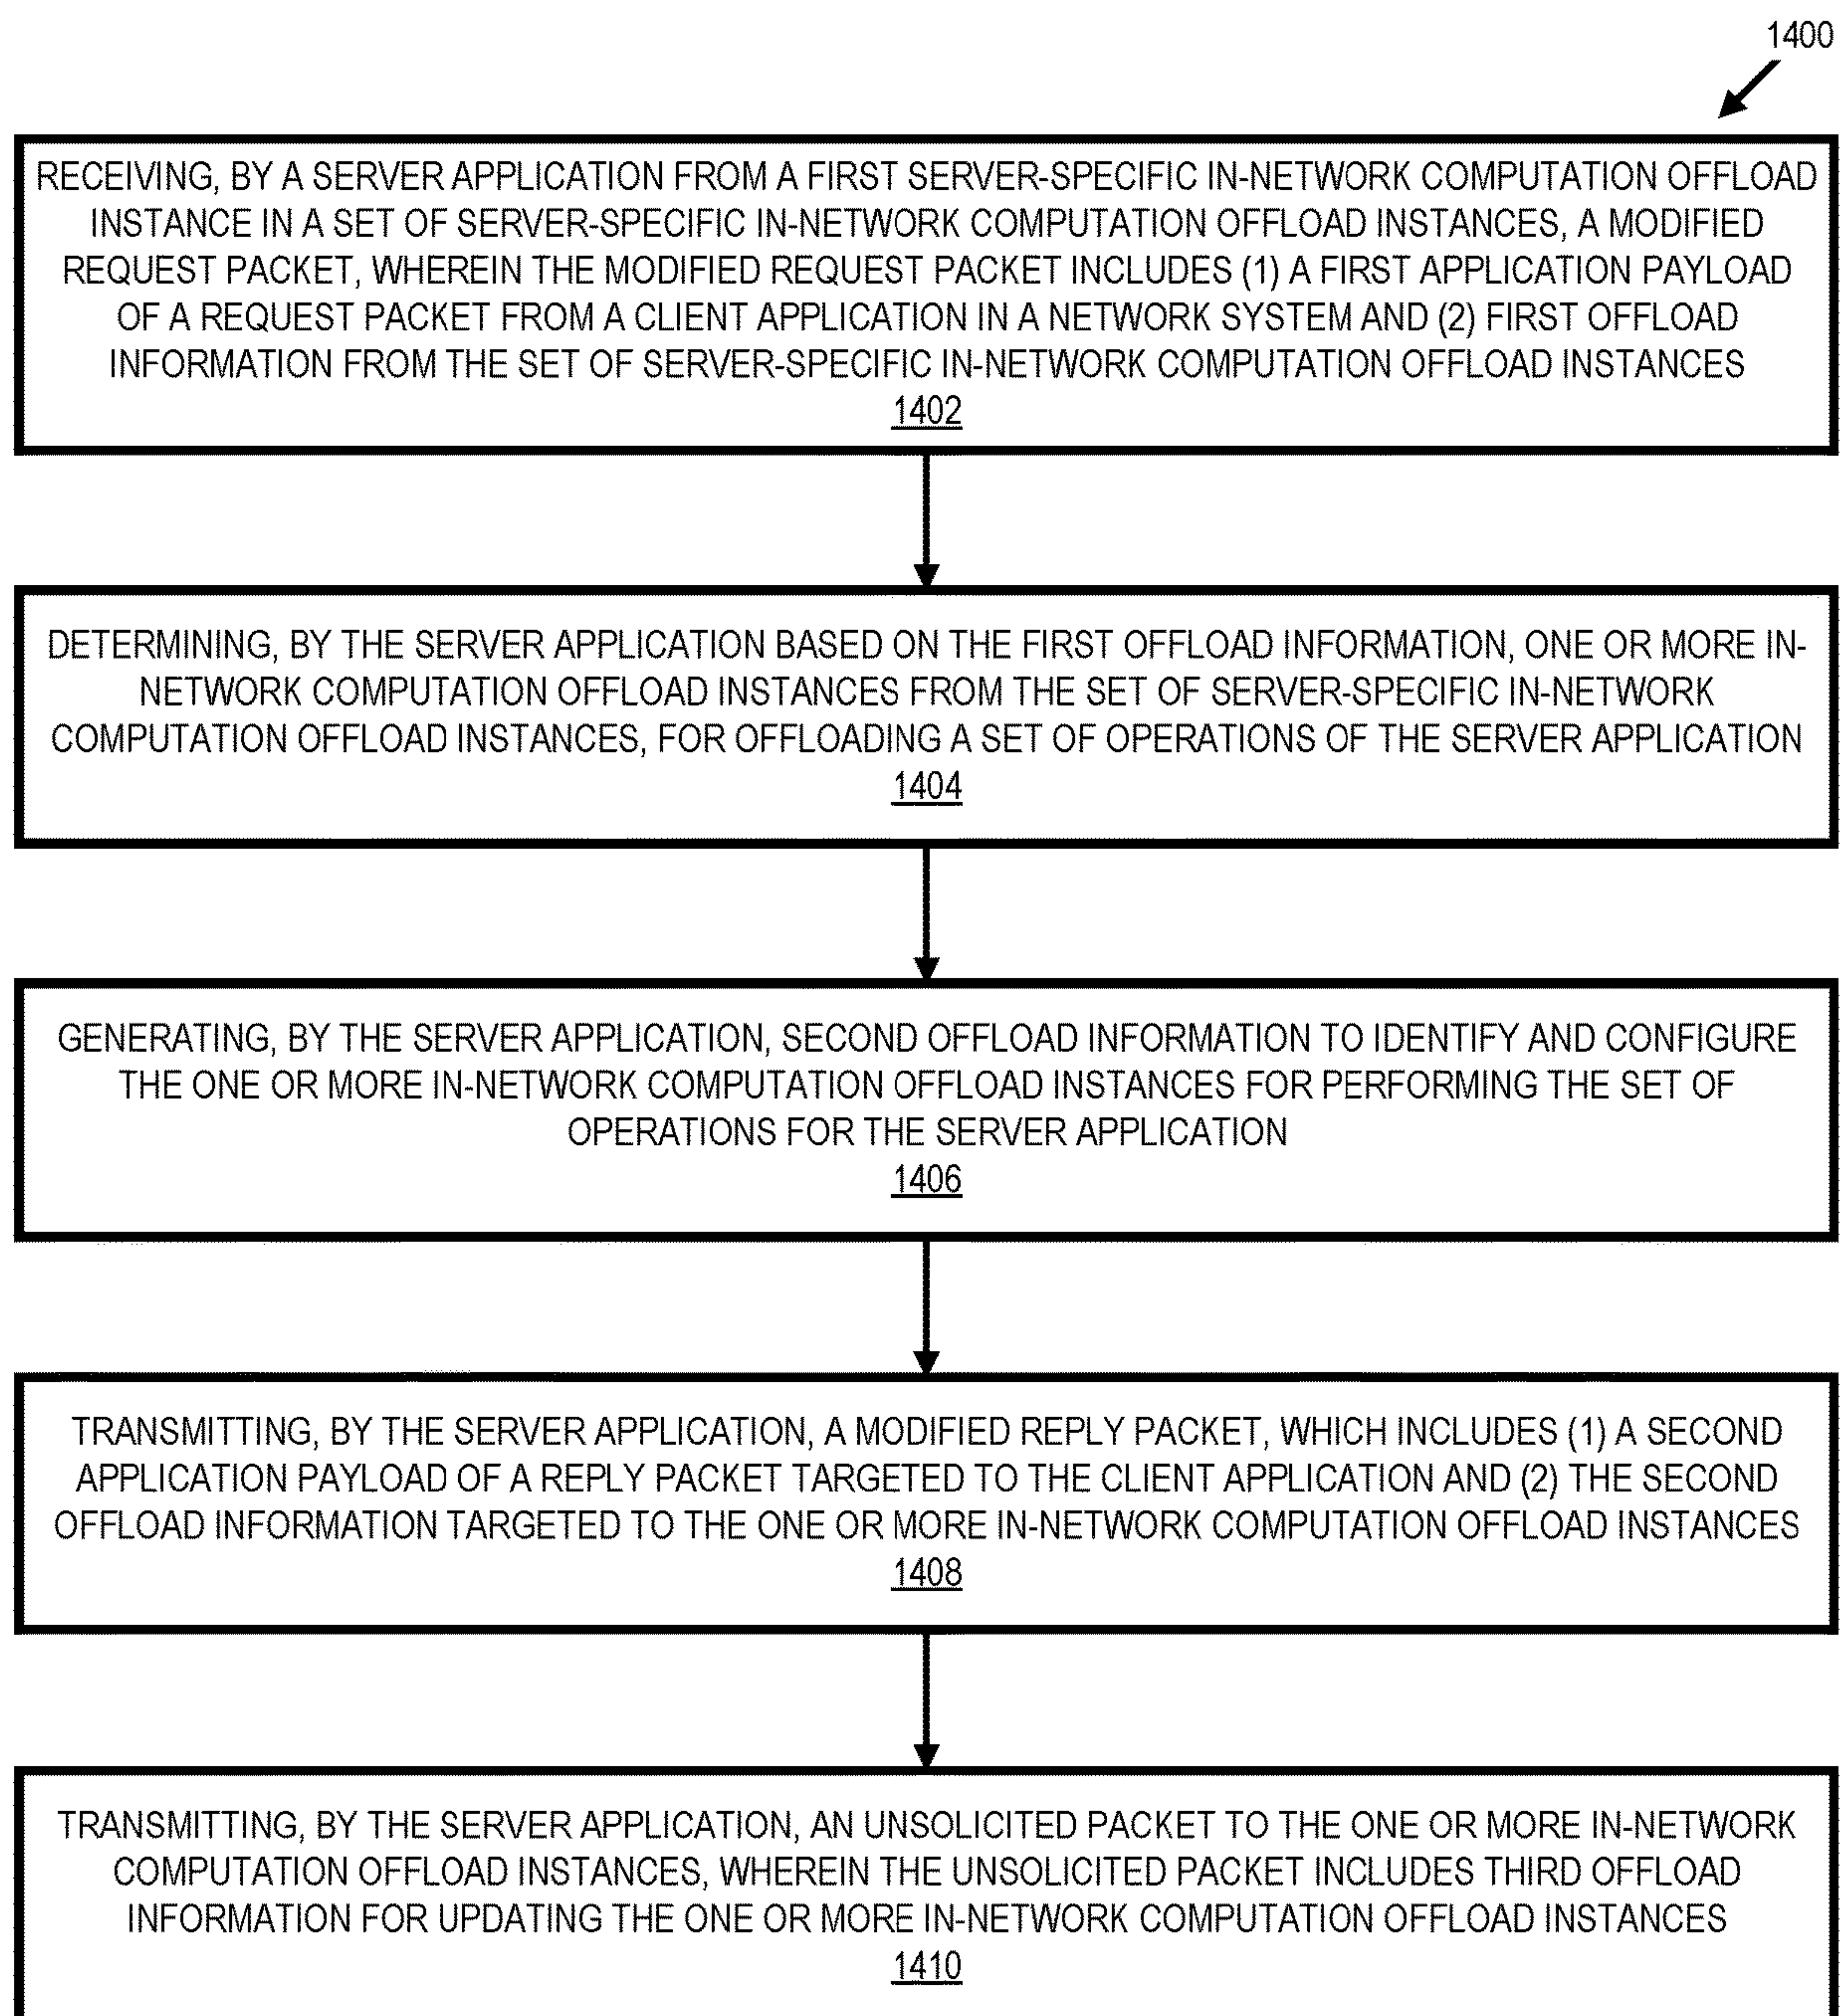 1400
RECEIVING, BY A SERVER APPLICATION FROM A FIRST SERVER-SPECIFIC IN-NETWORK COMPUTATION OFFLOAD
INSTANCE IN A SET OF SERVER-SPECIFIC IN-NETWORK COMPUTATION OFFLOAD INSTANCES, A MODIFIED
REQUEST PACKET, WHEREIN THE MODIFIED REQUEST PACKET INCLUDES (1) A FIRST APPLICATION PAYLOAD
OF A REQUEST PACKET FROM A CLIENT APPLICATION IN A NETWORK SYSTEM AND (2) FIRST OFFLOAD
INFORMATION FROM THE SET OF SERVER-SPECIFIC IN-NETWORK COMPUTATION OFFLOAD INSTANCES
1402
DETERMINING, BY THE SERVER APPLICATION BASED ON THE FIRST OFFLOAD INFORMATION, ONE OR MORE IN-
NETWORK COMPUTATION OFFLOAD INSTANCES FROM THE SET OF SERVER-SPECIFIC IN-NETWORK
COMPUTATION OFFLOAD INSTANCES, FOR OFFLOADING A SET OF OPERATIONS OF THE SERVER APPLICATION
1404
GENERATING, BY THE SERVER APPLICATION, SECOND OFFLOAD INFORMATION TO IDENTIFY AND CONFIGURE
THE ONE OR MORE IN-NETWORK COMPUTATION OFFLOAD INSTANCES FOR PERFORMING THE SET OF
OPERATIONS FOR THE SERVER APPLICATION
1406
TRANSMITTING, BY THE SERVER APPLICATION, A MODIFIED REPLY PACKET, WHICH INCLUDES (1) A SECOND
APPLICATION PAYLOAD OF A REPLY PACKET TARGETED TO THE CLIENT APPLICATION AND (2) THE SECOND
OFFLOAD INFORMATION TARGETED TO THE ONE OR MORE IN-NETWORK COMPUTATION OFFLOAD INSTANCES
1408
TRANSMITTING, BY THE SERVER APPLICATION, AN UNSOLICITED PACKET TO THE ONE OR MORE IN-NETWORK
COMPUTATION OFFLOAD INSTANCES, WHEREIN THE UNSOLICITED PACKET INCLUDES THIRD OFFLOAD
INFORMATION FOR UPDATING THE ONE OR MORE IN-NETWORK COMPUTATION OFFLOAD INSTANCES
1410